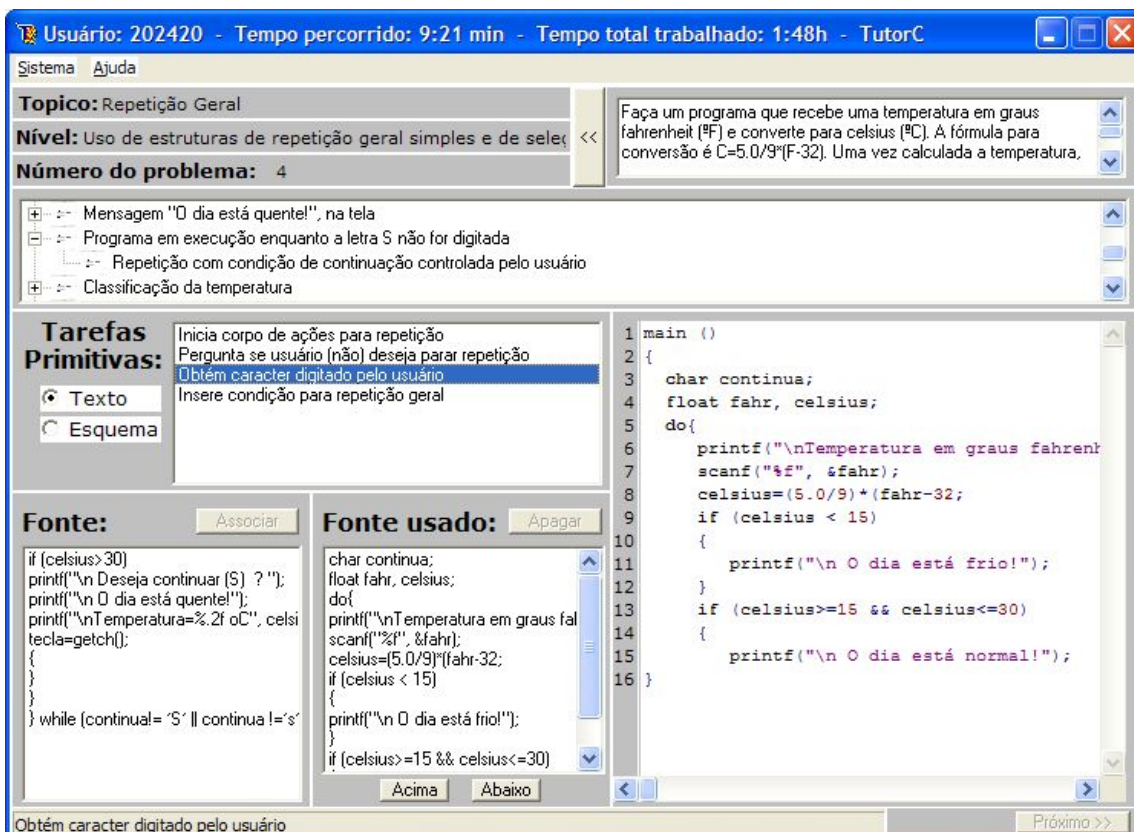 Usuário: 202420 - Tempo percorrido: 9:21 min - Tempo total trabalhado: 1:48h - TutorC
Sistema Ajuda
Topico: Repetição Geral
Nível: Uso de estruturas de repetição geral simples e de sele
Número do problema: 4
<<
Faça um programa que recebe uma temperatura em graus
fahrenheit (ºF) e converte para celsius (ºC). A fórmula para
conversão é C=5.0/9*(F-32). Uma vez calculada a temperatura,
Mensagem "O dia está quente!", na tela
Programa em execução enquanto a letra S não for digitada
Repetição com condição de continuação controlada pelo usuário
Classificação da temperatura
Tarefas
Primitivas:
Texto
Esquema
Inicia corpo de ações para repetição
Pergunta se usuário (não) deseja parar repetição
Obtém caracter digitado pelo usuário
Insere condição para repetição geral
Fonte:
Associar
if (celsius>30)
printf("\n Deseja continuar (S) ? ");
printf("\n O dia está quente!");
printf("\nTemperatura=%.2f oC", celsi
tecla=getch();
{
}
}
} while (continua!= ´S´ || continua !=´s´
Fonte usado:
Apagar
char continua;
float fahr, celsius;
do{
printf("\nTemperatura em graus fal
scanf("%f", &fahr);
celsius=(5.0/9)*(fahr-32;
if (celsius < 15)
{
printf("\n O dia está frio!");
}
if (celsius>=15 && celsius<=30)
Acima Abaixo
1 main ()
2 {
3 char continua;
4 float fahr, celsius;
5 do{
6 printf("\nTemperatura em graus fahrenh
7 scanf("%f", &fahr);
8 celsius=(5.0/9)*(fahr-32;
9 if (celsius < 15)
10 {
11 printf("\n O dia está frio!");
12 }
13 if (celsius>=15 && celsius<=30)
14 {
15 printf("\n O dia está normal!");
16 }
Obtém caracter digitado pelo usuário
Próximo >>